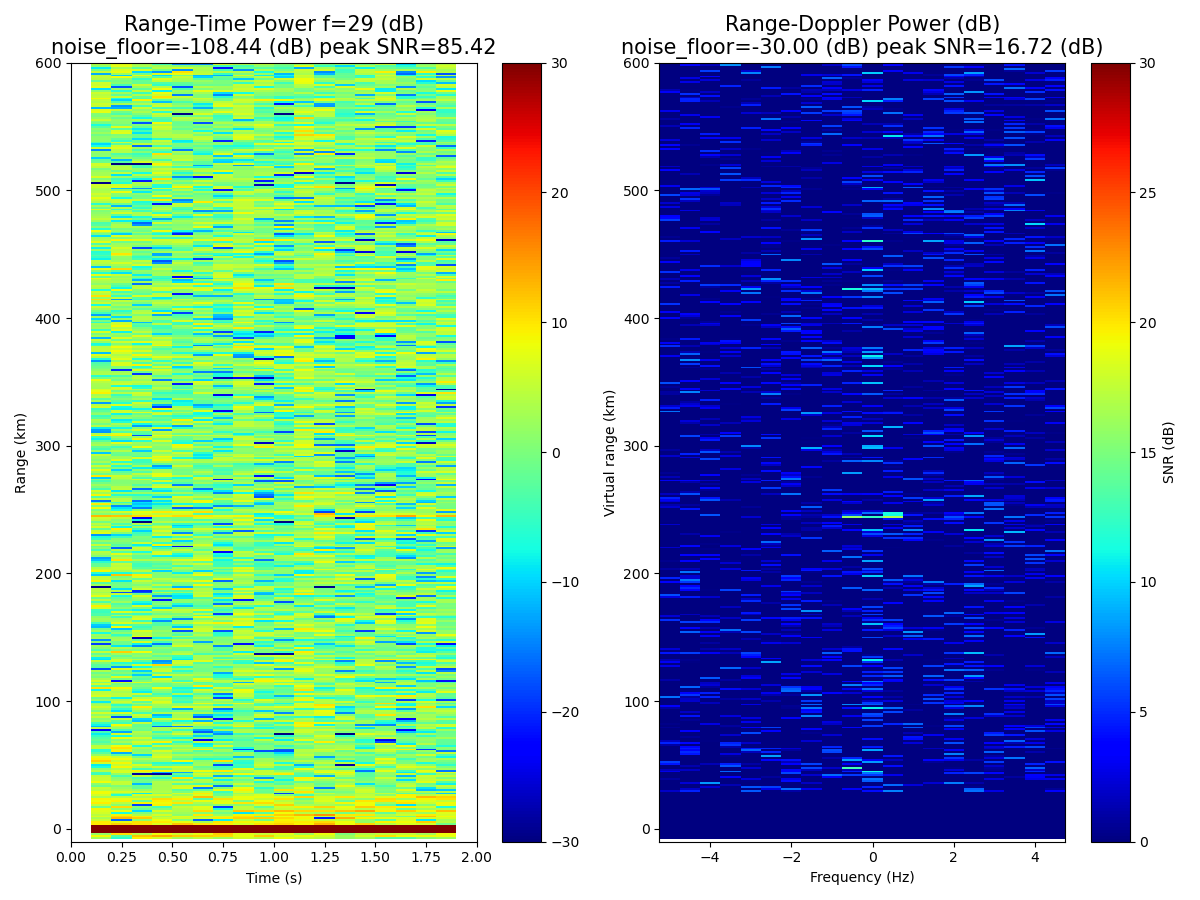 Range-Time Power f=29 (dB)
noise_floor=-108.44 (dB) peak SNR=85.42
600
500
400
300
200
100
0
Range (km)
0.00 0.25 0.50 0.75 1.00 1.25 1.50 1.75 2.00
Time (s)
30
20
10
0
−10
−20
−30
Range-Doppler Power (dB)
noise_floor=-30.00 (dB) peak SNR=16.72 (dB)
600
500
400
300
200
100
0
Virtual range (km)
−4 −2 0 2 4
Frequency (Hz)
30
25
20
15
10
5
0
SNR (dB)